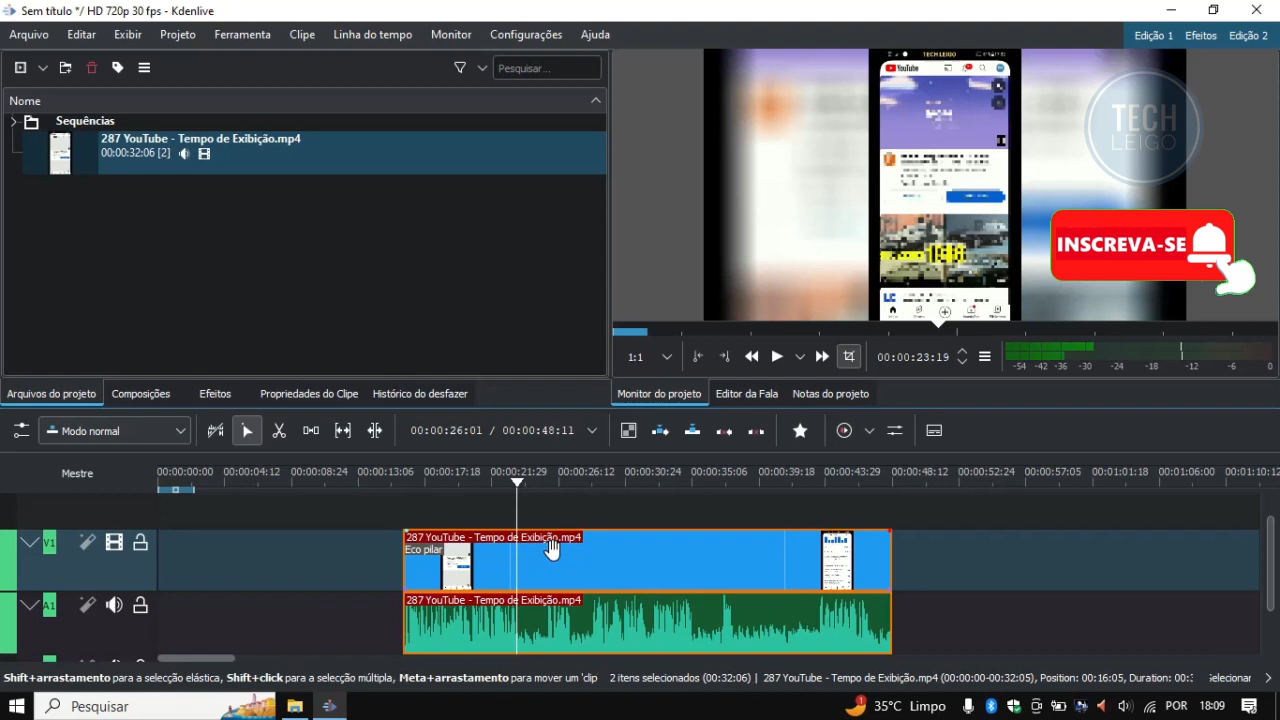 Sem título */ HD 720p 30 fps - Kdenlive
Arquivo Editar Exibir Projeto Ferramenta Clipe Linha do tempo Monitor Configurações Ajuda Edição 1 Efeitos Edição 2
Pesquisar...
Nome
Sequências
287 YouTube - Tempo de Exibição.mp4
00:00:32:06 [2]
TECH LEIGO
YouTube
TECH
LEIGO
INSCREVA-SE
1:1 00:00:23:19
-54 -42 -36 -30 -24 -18 -12 -6 0
Arquivos do projeto Composições Efeitos Propriedades do Clipe Histórico do desfazer Monitor do projeto Editor da Fala Notas do projeto
Modo normal 00:00:26:01 / 00:00:48:11
Mestre 00:00:00:00 00:00:04:12 00:00:08:24 00:00:13:06 00:00:17:18 00:00:21:29 00:00:26:12 00:00:30:24 00:00:35:06 00:00:39:18 00:00:43:29 00:00:48:12 00:00:52:24 00:00:57:05 00:01:01:18 00:01:06:00 00:01:10:12
V1 287 YouTube - Tempo de Exibição.mp4
Eco pilar
A1 287 YouTube - Tempo de Exibição.mp4
Shift+arrastamento para a selecção elástica, Shift+click para a selecção múltipla, Meta+arrastamento para mover um 'clip 2 itens selecionados (00:32:06) | 287 YouTube - Tempo de Exibição.mp4 (00:00:00-00:32:05), Position: 00:16:05, Duration: 00:3 Selecionar
Pesquisar 1 35°C Limpo POR 18:09